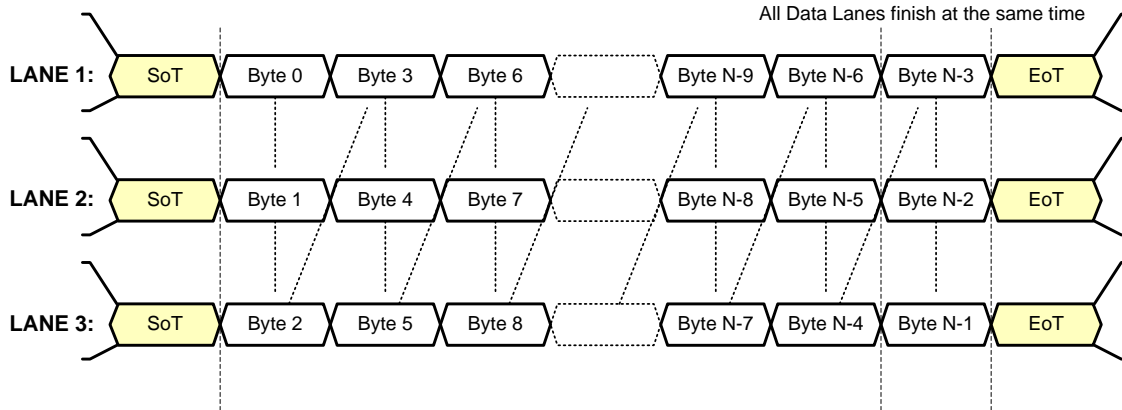 All Data Lanes finish at the same time
LANE 1: SoT Byte 0 Byte 3 Byte 6 Byte N-9 Byte N-6 Byte N-3 EoT
LANE 2: SoT Byte 1 Byte 4 Byte 7 Byte N-8 Byte N-5 Byte N-2 EoT
LANE 3: SoT Byte 2 Byte 5 Byte 8 Byte N-7 Byte N-4 Byte N-1 EoT